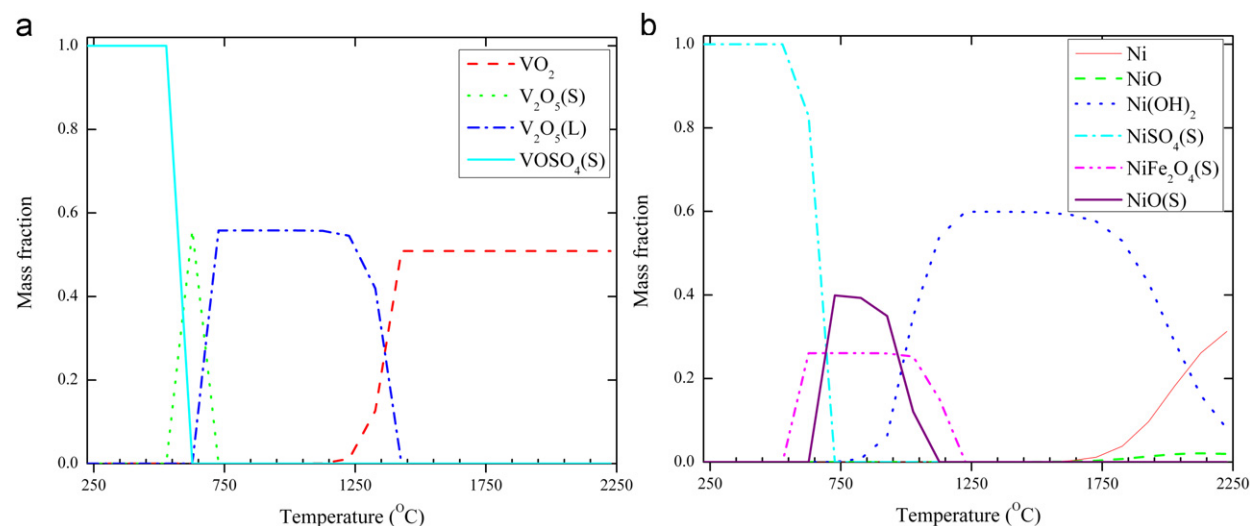 a
1.0
0.8
0.6
0.4
0.2
0.0
Mass fraction
VO₂
V₂O₅(S)
V₂O₅(L)
VOSO₄(S)
250
750
1250
1750
2250
Temperature (ᴼC)
b
1.0
0.8
0.6
0.4
0.2
0.0
Mass fraction
Ni
NiO
Ni(OH)₂
NiSO₄(S)
NiFe₂O₄(S)
NiO(S)
250
750
1250
1750
2250
Temperature (ᴼC)